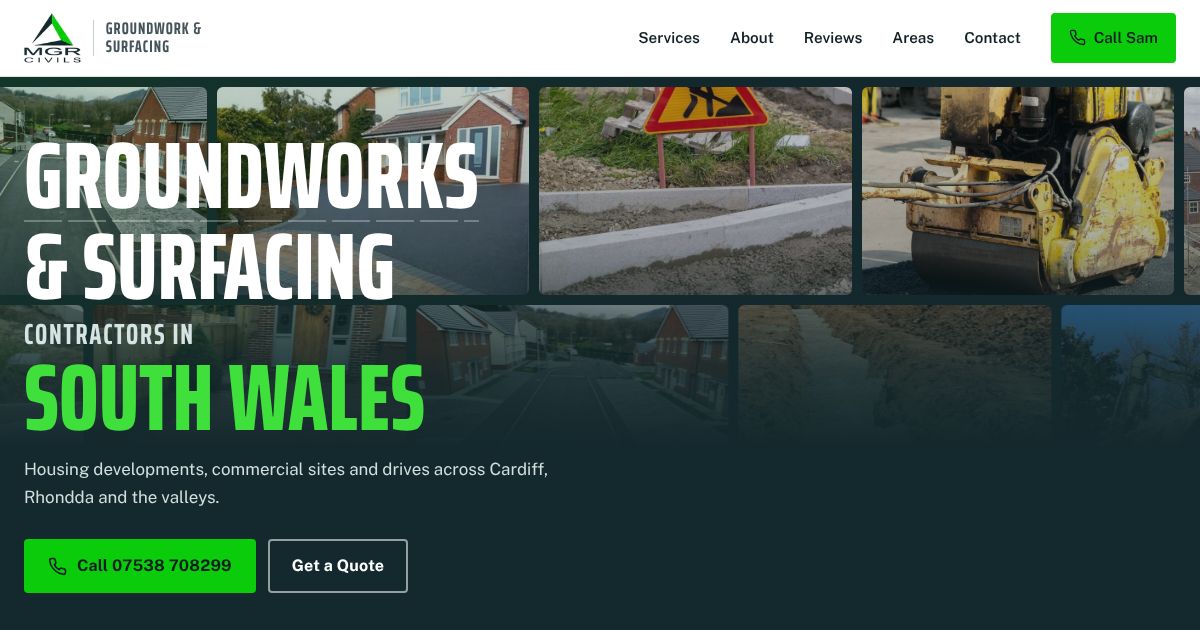 MGR
CIVILS
GROUNDWORK &
SURFACING
Services
About
Reviews
Areas
Contact
Call Sam
GROUNDWORKS
& SURFACING
CONTRACTORS IN
SOUTH WALES
Housing developments, commercial sites and drives across Cardiff,
Rhondda and the valleys.
Call 07538 708299
Get a Quote